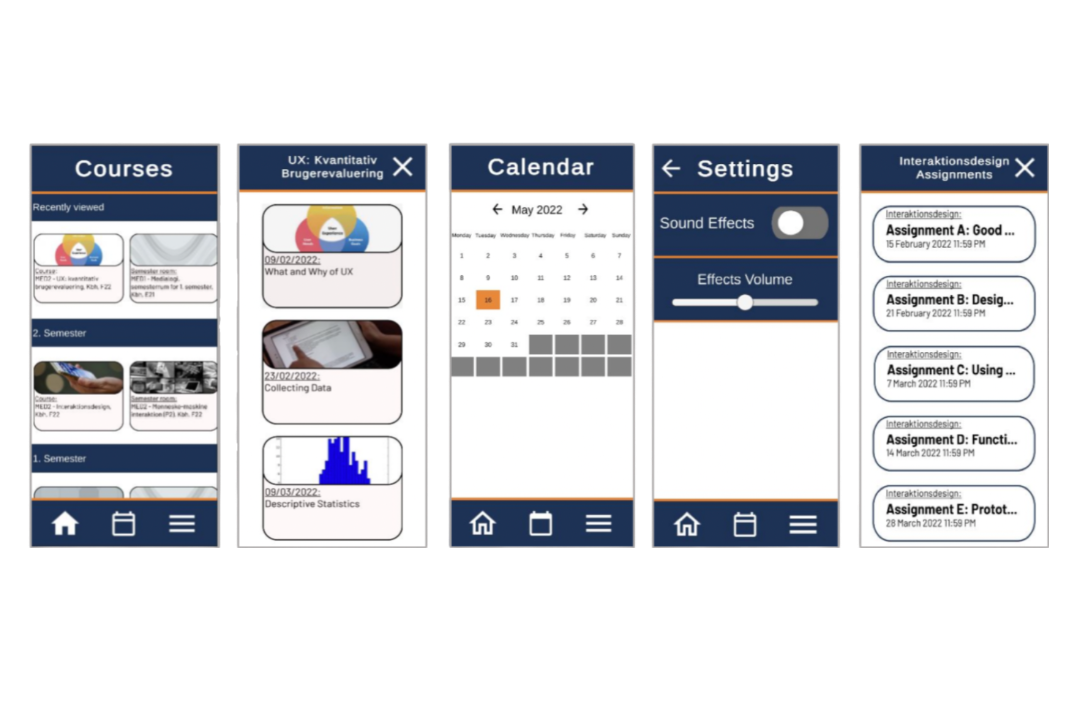 Courses
Recently viewed
Course:
MED2 - UX: kvantitativ
brugerevaluering, Kbh. F22
Semester room:
MED1 - Medialogi,
semesterrum for 1. semester,
Kbh. E21
2. Semester
Course:
MED2 - Interaktionsdesign,
Kbh. F22
Semester room:
MED2 - Menneske-maskine
interaktion (P2), Kbh. F22
1. Semester
UX: Kvantitativ
Brugerevaluering
09/02/2022:
What and Why of UX
23/02/2022:
Collecting Data
09/03/2022:
Descriptive Statistics
Calendar
May 2022
Monday Tuesday Wednesday Thursday Friday Saturday Sunday
1 2 3 4 5 6 7
8 9 10 11 12 13 14
15 16 17 18 19 20 21
22 23 24 25 26 27 28
29 30 31
Settings
Sound Effects
Effects Volume
Interaktionsdesign
Assignments
Interaktionsdesign:
Assignment A: Good ...
15 February 2022 11:59 PM
Interaktionsdesign:
Assignment B: Desig...
21 February 2022 11:59 PM
Interaktionsdesign:
Assignment C: Using ...
7 March 2022 11:59 PM
Interaktionsdesign:
Assignment D: Functi...
14 March 2022 11:59 PM
Interaktionsdesign:
Assignment E: Protot...
28 March 2022 11:59 PM